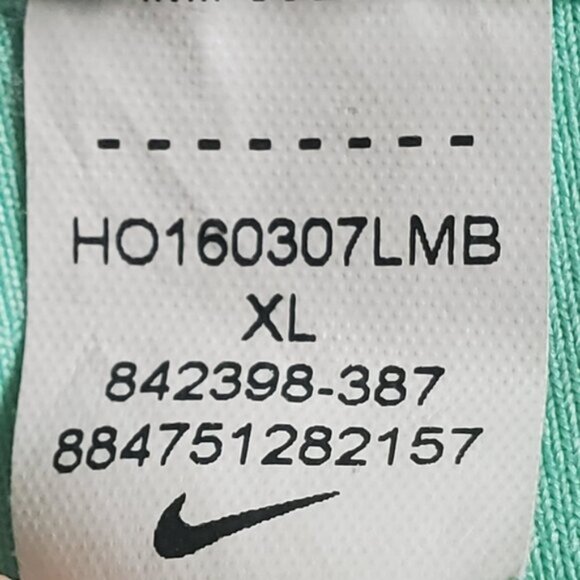 - - - - - - - -
HO160307LMB
XL
842398-387
884751282157